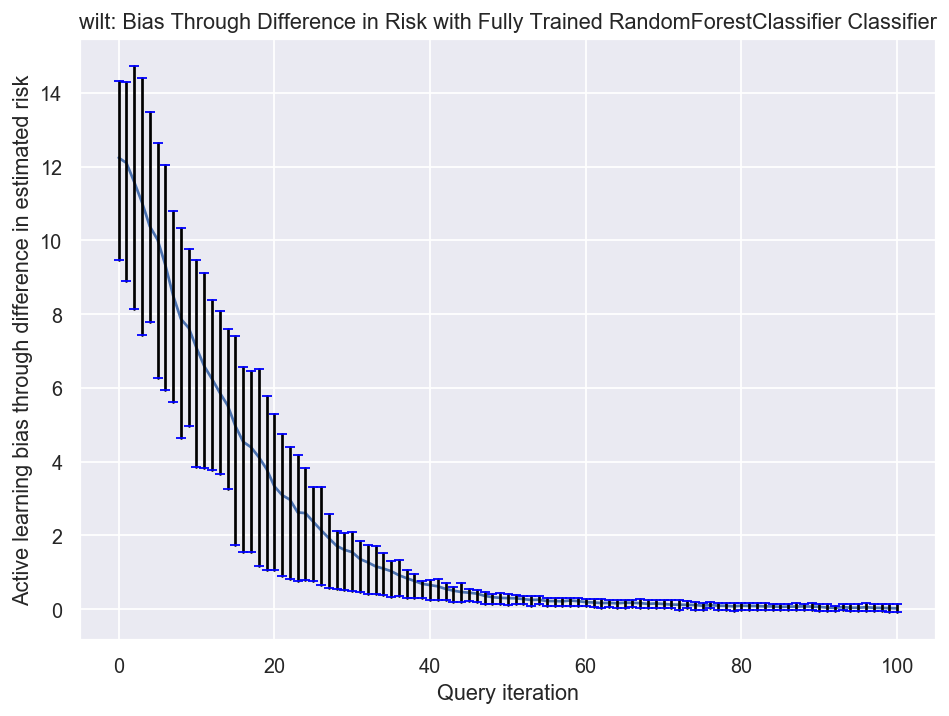 wilt: Bias Through Difference in Risk with Fully Trained RandomForestClassifier Classifier
Active learning bias through difference in estimated risk
14
12
10
8
6
4
2
0
0 20 40 60 80 100
Query iteration